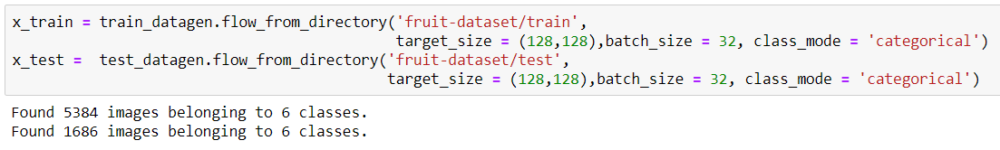 x_train = train_datagen.flow_from_directory('fruit-dataset/train',
target_size = (128,128),batch_size = 32, class_mode = 'categorical')
x_test =  test_datagen.flow_from_directory('fruit-dataset/test',
target_size = (128,128),batch_size = 32, class_mode = 'categorical')
Found 5384 images belonging to 6 classes.
Found 1686 images belonging to 6 classes.